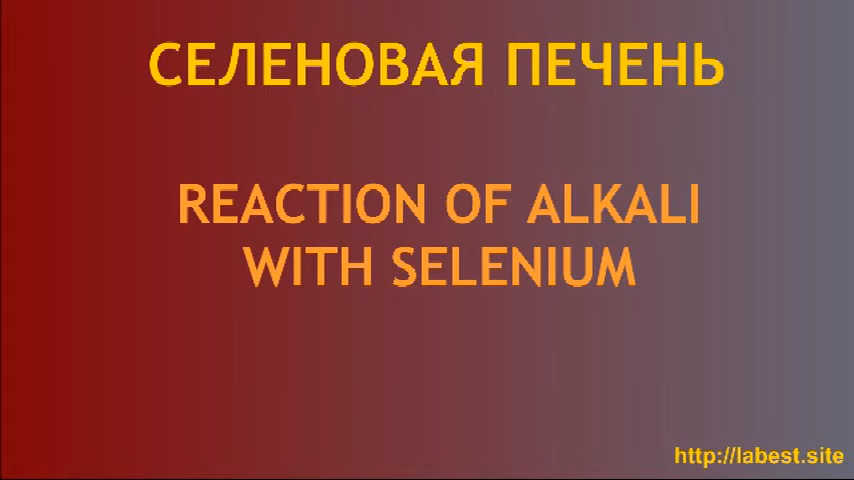 СЕЛЕНОВАЯ ПЕЧЕНЬ
REACTION OF ALKALI
WITH SELENIUM
http://labest.site